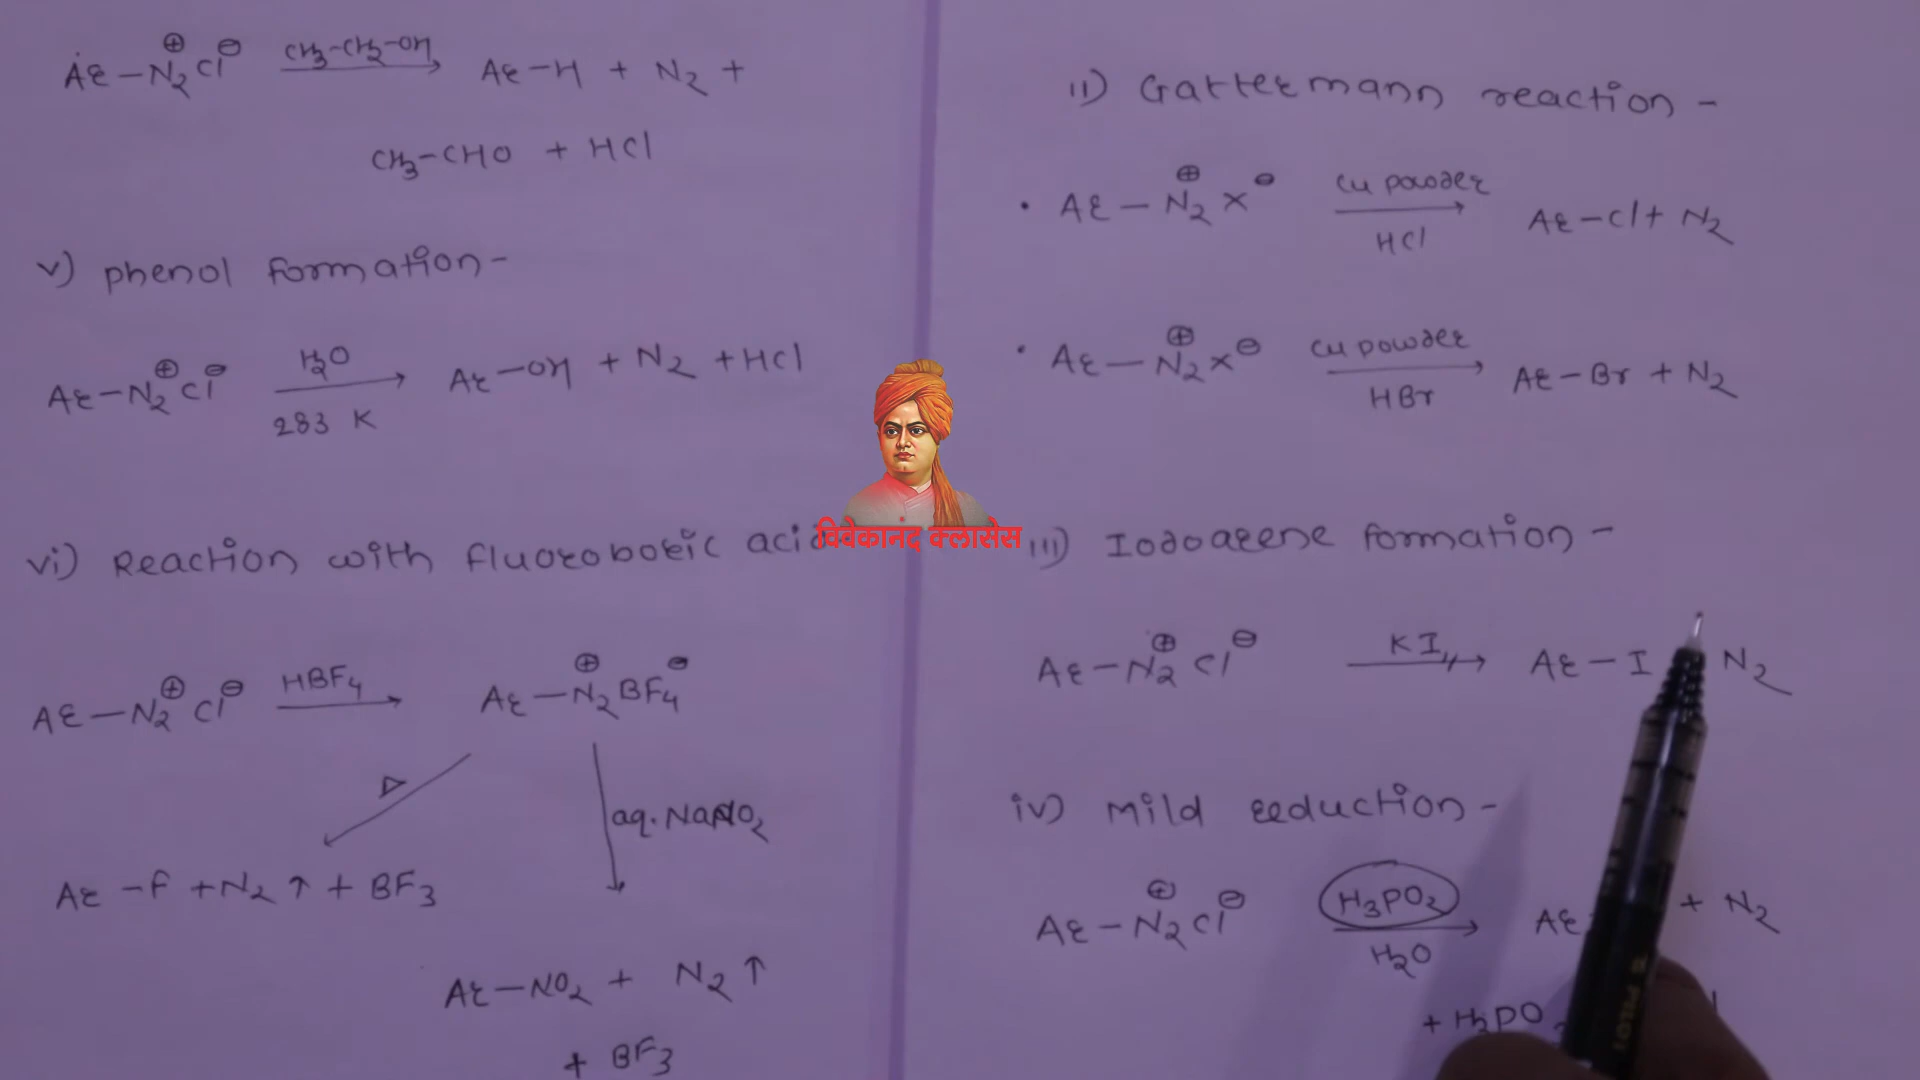 Ar-N₂⊕Cl⊖ CH₃-CH₂-OH → Ar-H + N₂ +
CH₃-CHO + HCl
v) phenol formation-
Ar-N₂⊕Cl⊖ H₂O → Ar-OH + N₂ + HCl
283 K
vi) Reaction with fluoroboric acid
Ar-N₂⊕Cl⊖ HBF₄ → Ar-N₂⊕BF₄⊖
Δ
aq. NaNO₂
Ar-F + N₂ ↑ + BF₃
Ar-NO₂ + N₂ ↑
+ BF₃
विवेकानद क्लासेस
ii) Gattermann reaction-
• Ar-N₂⊕X⊖ Cu powder → Ar-Cl + N₂
HCl
• Ar-N₂⊕X⊖ Cu powder → Ar-Br + N₂
HBr
iii) Iodoarene formation-
Ar-N₂⊕Cl⊖ KI → Ar-I N₂
iv) Mild reduction-
Ar-N₂⊕Cl⊖ H₃PO₂ → Ar + N₂
H₂O
+ H₃PO
PILOT